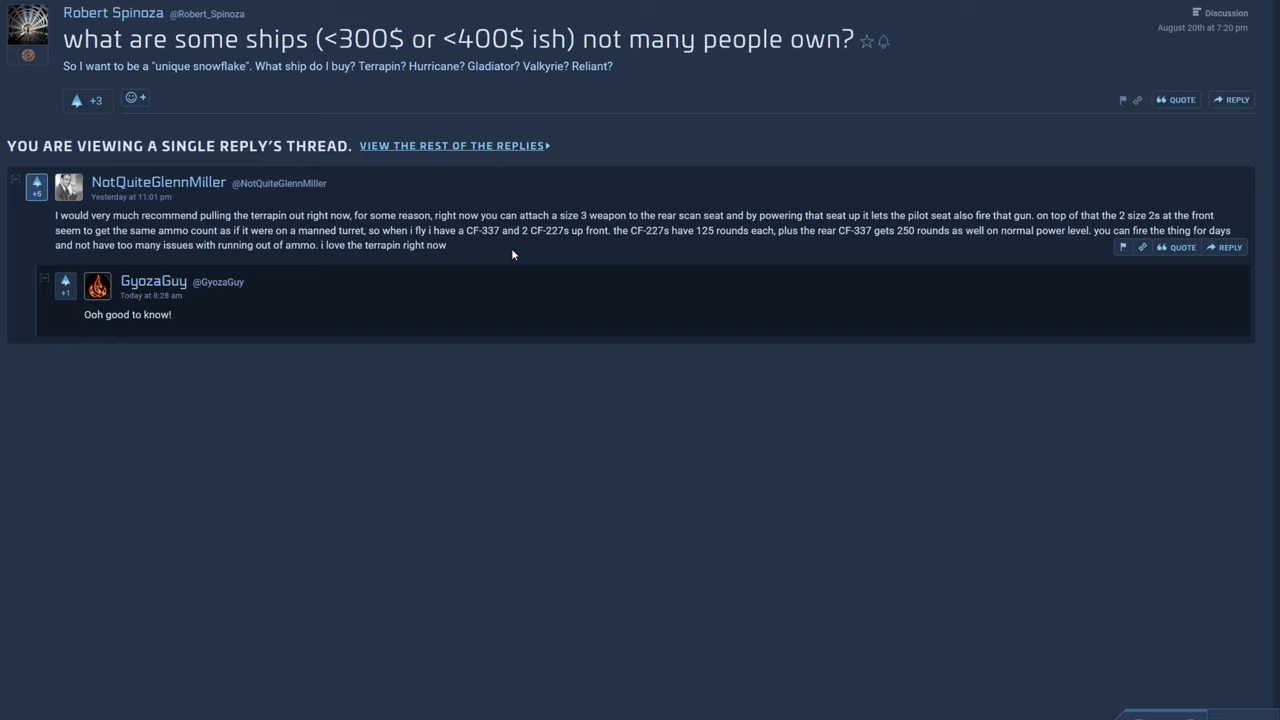 Robert Spinoza @Robert_Spinoza
Discussion
August 20th at 7:20 pm
what are some ships (<300$ or <400$ ish) not many people own?
So I want to be a "unique snowflake". What ship do I buy? Terrapin? Hurricane? Gladiator? Valkyrie? Reliant?
+3
QUOTE REPLY
YOU ARE VIEWING A SINGLE REPLY'S THREAD. VIEW THE REST OF THE REPLIES
+5
NotQuiteGlennMiller @NotQuiteGlennMiller
Yesterday at 11:01 pm
I would very much recommend pulling the terrapin out right now, for some reason, right now you can attach a size 3 weapon to the rear scan seat and by powering that seat up it lets the pilot seat also fire that gun. on top of that the 2 size 2s at the front
seem to get the same ammo count as if it were on a manned turret, so when i fly i have a CF-337 and 2 CF-227s up front. the CF-227s have 125 rounds each, plus the rear CF-337 gets 250 rounds as well on normal power level. you can fire the thing for days
and not have too many issues with running out of ammo. i love the terrapin right now
QUOTE REPLY
+1
GyozaGuy @GyozaGuy
Today at 8:28 am
Ooh good to know!